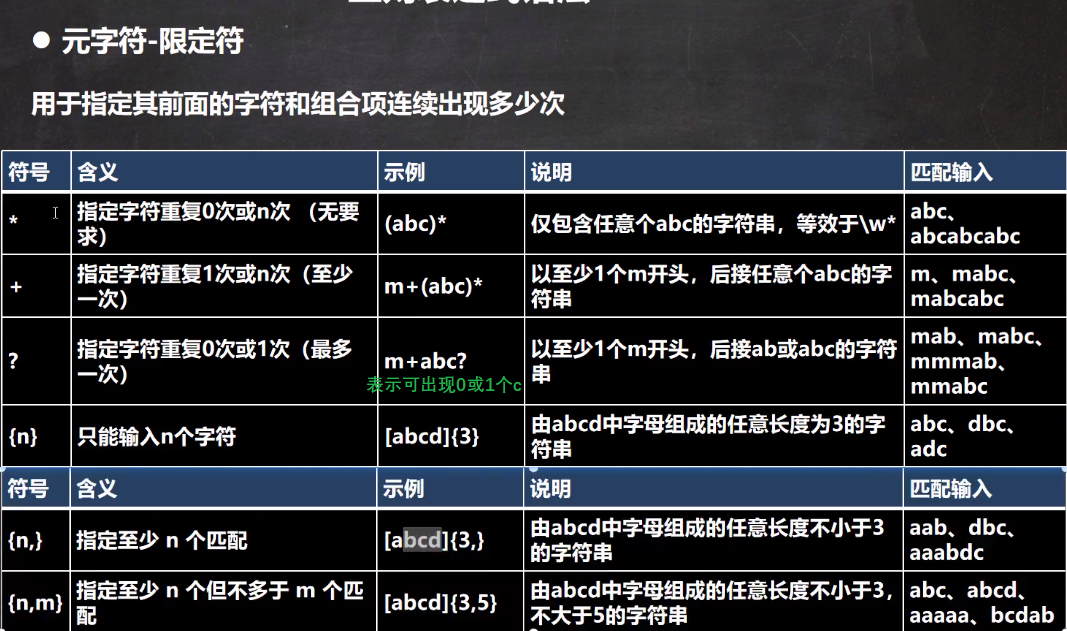 元字符-限定符
用于指定其前面的字符和组合项连续出现多少次
符号 含义 示例 说明 匹配输入
* 指定字符重复0次或n次 （无要
求） (abc)* 仅包含任意个abc的字符串，等效于\w* abc、
abcabcabc
+ 指定字符重复1次或n次（至少
一次） m+(abc)* 以至少1个m开头，后接任意个abc的字
符串 m、mabc、
mabcabc
? 指定字符重复0次或1次（最多
一次） m+abc? 以至少1个m开头，后接ab或abc的字符
串 mab、mabc、
mmmab、
mmabc
表示可出现0或1个c
{n} 只能输入n个字符 [abcd]{3} 由abcd中字母组成的任意长度为3的字
符串 abc、dbc、
adc
符号 含义 示例 说明 匹配输入
{n,} 指定至少 n 个匹配 [abcd]{3,} 由abcd中字母组成的任意长度不小于3
的字符串 aab、dbc、
aaabdc
{n,m} 指定至少 n 个但不多于 m 个匹
配 [abcd]{3,5} 由abcd中字母组成的任意长度不小于3，
不大于5的字符串 abc、abcd、
aaaaa、bcdab